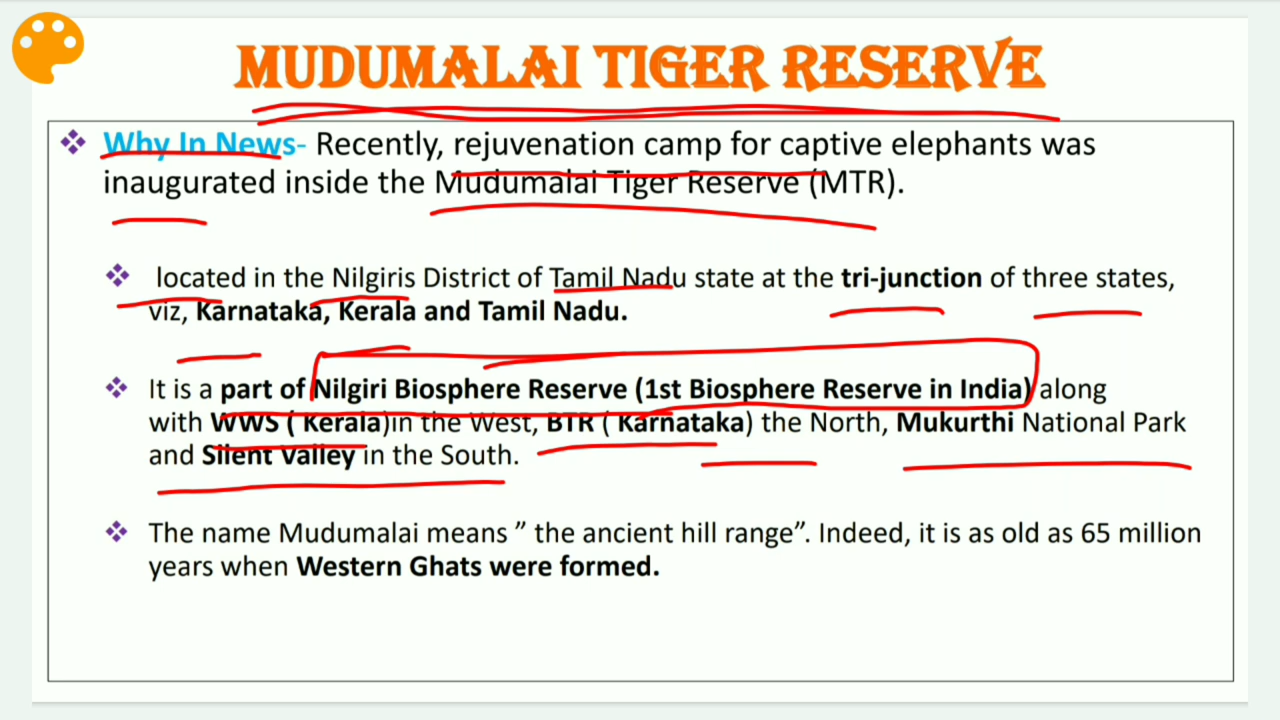 MUDUMALAI TIGER RESERVE
Why In News- Recently, rejuvenation camp for captive elephants was
inaugurated inside the Mudumalai Tiger Reserve (MTR).
located in the Nilgiris District of Tamil Nadu state at the tri-junction of three states,
viz, Karnataka, Kerala and Tamil Nadu.
It is a part of Nilgiri Biosphere Reserve (1st Biosphere Reserve in India) along
with WWS ( Kerala)in the West, BTR ( Karnataka) the North, Mukurthi National Park
and Silent Valley in the South.
The name Mudumalai means ” the ancient hill range”. Indeed, it is as old as 65 million
years when Western Ghats were formed.